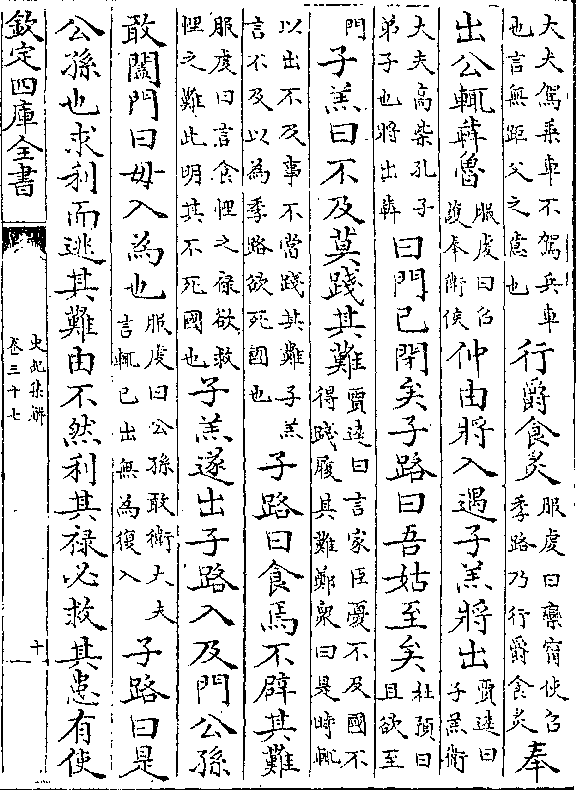 大夫駕乗車不駕兵車也言無距父之意也行爵食炙服虔曰欒甯使召季路乃行爵食炙奉
出公輒犇魯服虔曰召䕶奉衛侯仲由將入遇子羔將出賈逵曰子羔衛
大夫高柴孔子弟子也將出犇曰門已閉矣子路曰吾姑至矣杜預曰且欲至
門子羔曰不及莫踐其難賈逵曰言家臣憂不及國不得踐履其難鄭衆曰是時輒
以出不及事不當踐其難子羔言不及以為季路欲死國也子路曰食焉不辟其難
服虔曰言食悝之禄欲救悝之難此明其不死國也子羔遂出子路入及門公孫
敢闔門曰毋入為也服虔曰公孫敢衛大夫言輒已出無為復入子路曰是
公孫也求利而逃其難由不然利其禄必救其患有使
欽定四庫全書
史記集解
卷三十七
十